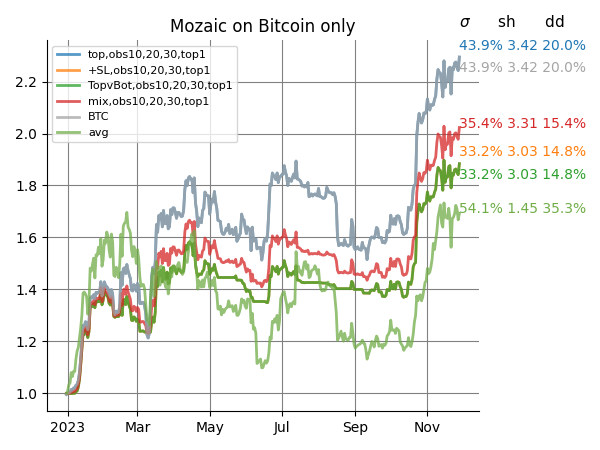 Mozaic on Bitcoin only
σ sh dd
top,obs10,20,30,top1
+SL,obs10,20,30,top1
TopvBot,obs10,20,30,top1
mix,obs10,20,30,top1
BTC
avg
43.9% 3.42 20.0%
43.9% 3.42 20.0%
35.4% 3.31 15.4%
33.2% 3.03 14.8%
33.2% 3.03 14.8%
54.1% 1.45 35.3%
2.2
2.0
1.8
1.6
1.4
1.2
1.0
2023 Mar May Jul Sep Nov